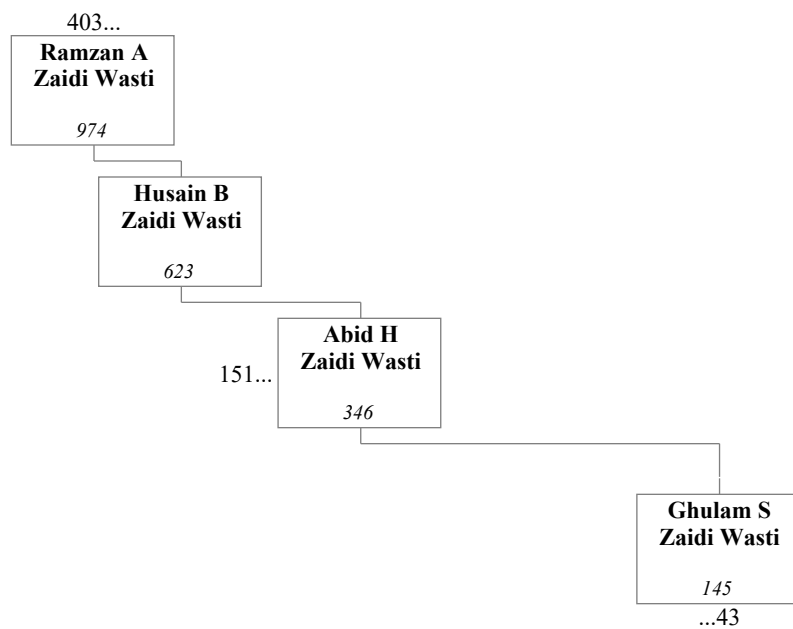 403...
Ramzan A
Zaidi Wasti
974
Husain B
Zaidi Wasti
623
Abid H
Zaidi Wasti
151...
346
Ghulam S
Zaidi Wasti
145
...43